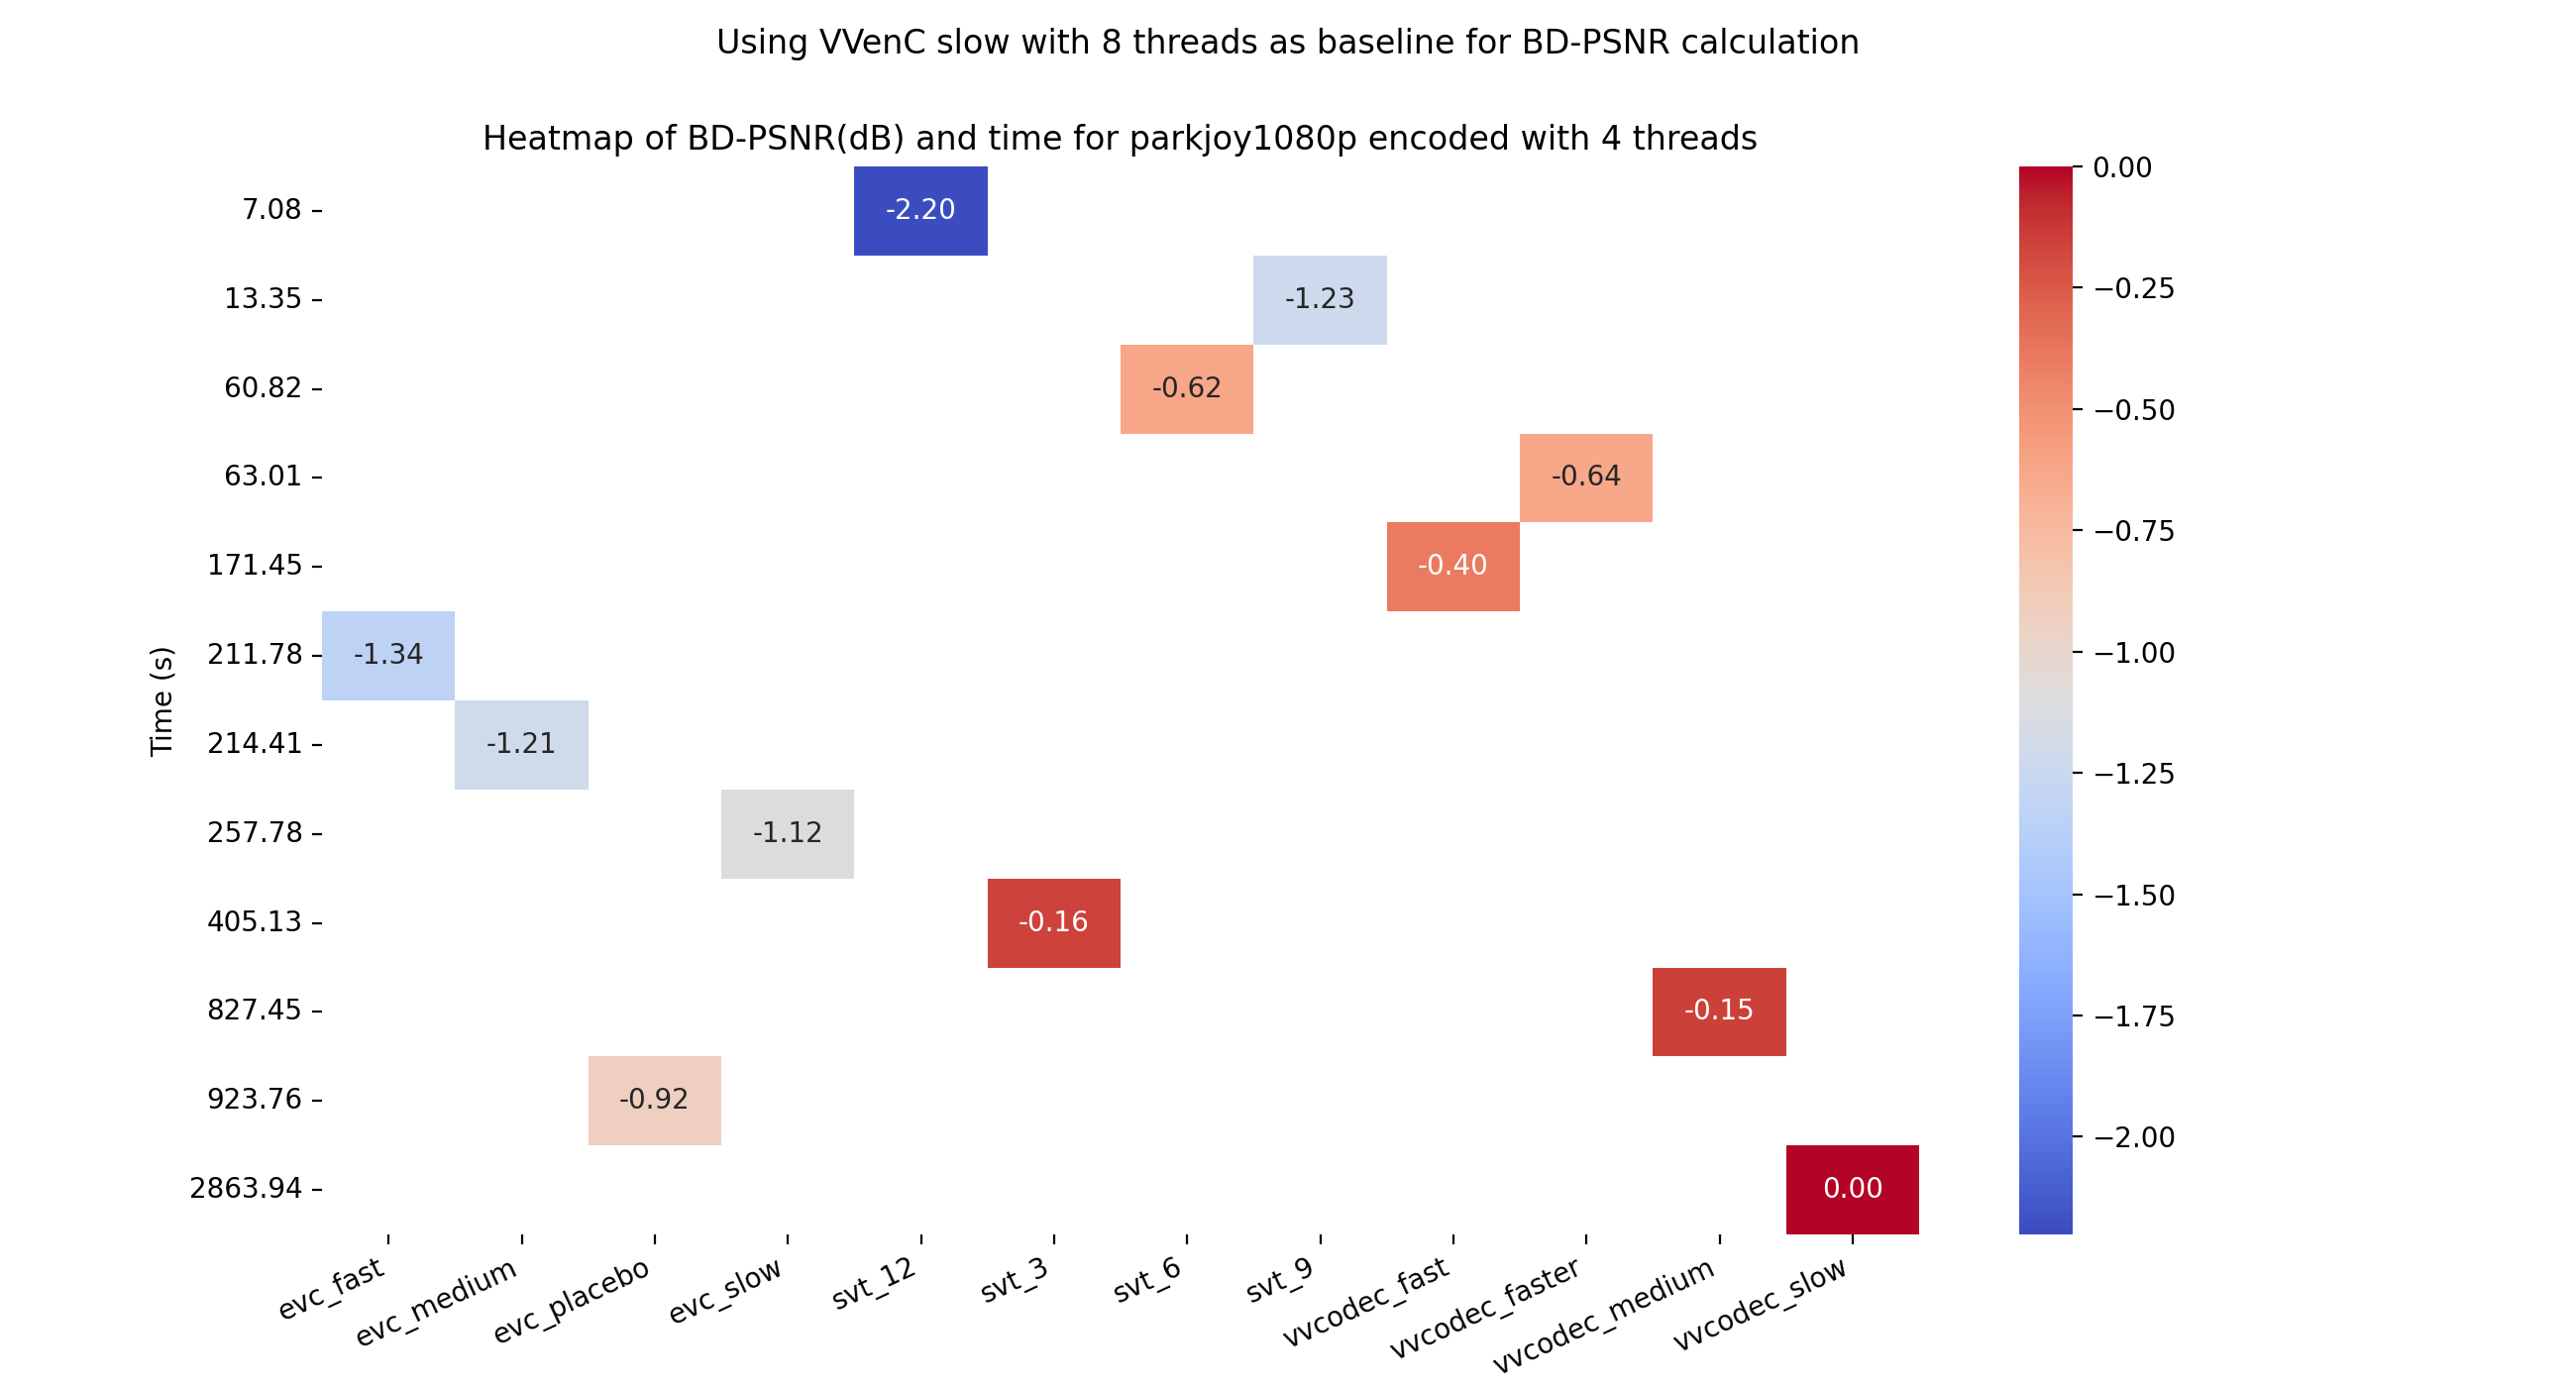 Using VVenC slow with 8 threads as baseline for BD-PSNR calculation
Heatmap of BD-PSNR(dB) and time for parkjoy1080p encoded with 4 threads
Time (s)
7.08
13.35
60.82
63.01
171.45
211.78
214.41
257.78
405.13
827.45
923.76
2863.94
-2.20
-1.23
-0.62
-0.64
-0.40
-1.34
-1.21
-1.12
-0.16
-0.15
-0.92
0.00
evc_fast
evc_medium
evc_placebo
evc_slow
svt_12
svt_3
svt_6
svt_9
vvcodec_fast
vvcodec_faster
vvcodec_medium
vvcodec_slow
0.00
−0.25
−0.50
−0.75
−1.00
−1.25
−1.50
−1.75
−2.00